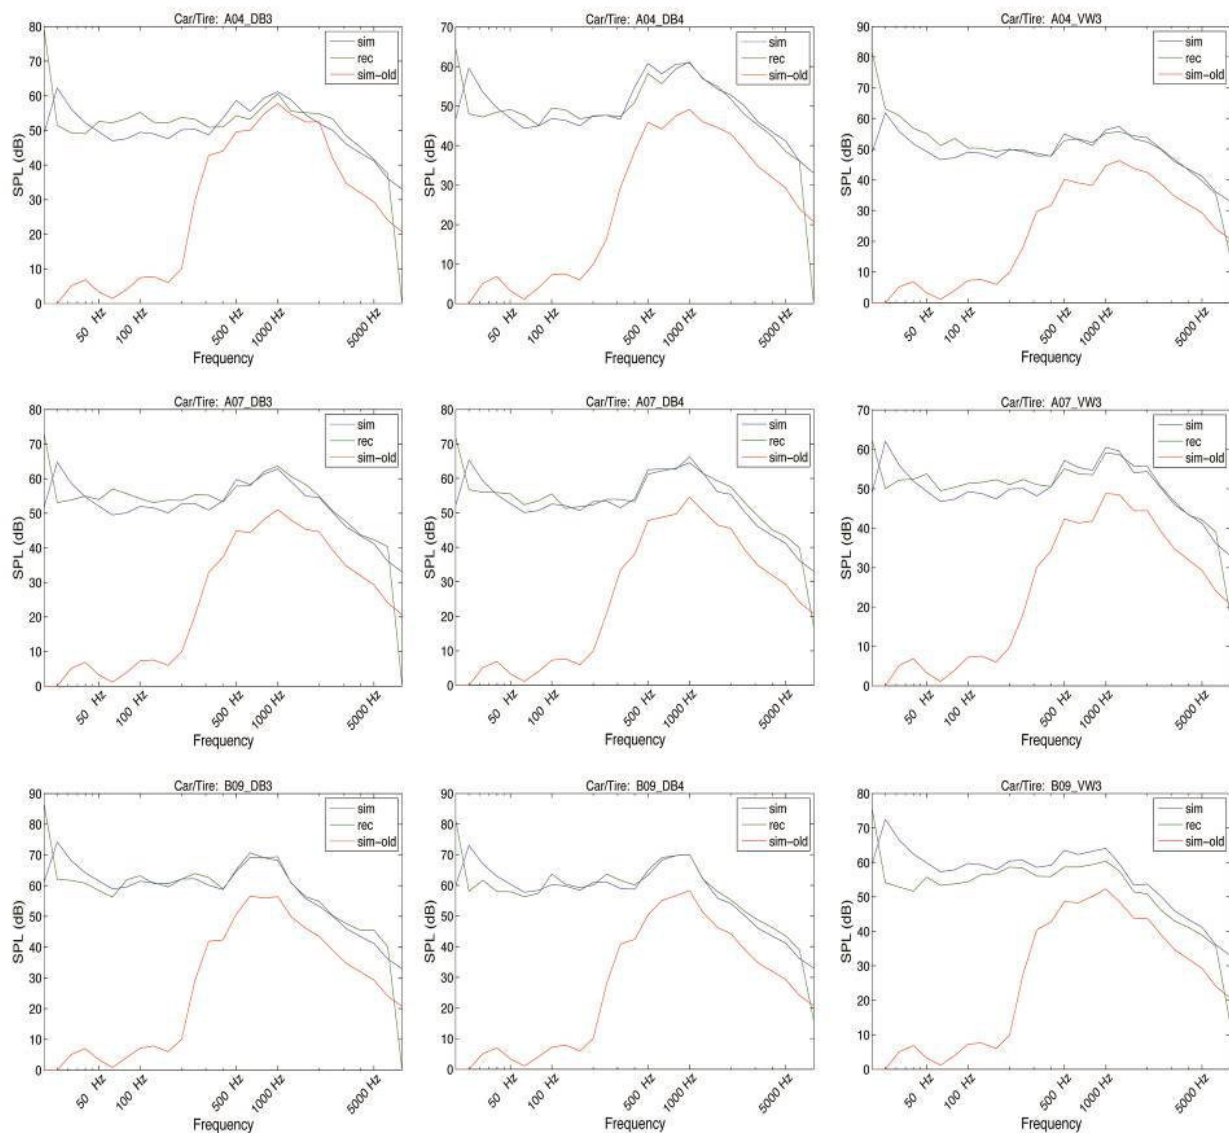 Car/Tire: A04_DB3
80
70
60
50
40
30
20
10
0
SPL (dB)
sim
rec
sim-old
50 Hz
100 Hz
500 Hz
1000 Hz
5000 Hz
Frequency
Car/Tire: A04_DB4
70
60
50
40
30
20
10
0
SPL (dB)
sim
rec
sim-old
50 Hz
100 Hz
500 Hz
1000 Hz
5000 Hz
Frequency
Car/Tire: A04_VW3
90
80
70
60
50
40
30
20
10
0
SPL (dB)
sim
rec
sim-old
50 Hz
100 Hz
500 Hz
1000 Hz
5000 Hz
Frequency
Car/Tire: A07_DB3
80
70
60
50
40
30
20
10
0
SPL (dB)
sim
rec
sim-old
50 Hz
100 Hz
500 Hz
1000 Hz
5000 Hz
Frequency
Car/Tire: A07_DB4
80
70
60
50
40
30
20
10
0
SPL (dB)
sim
rec
sim-old
50 Hz
100 Hz
500 Hz
1000 Hz
5000 Hz
Frequency
Car/Tire: A07_VW3
70
60
50
40
30
20
10
0
SPL (dB)
sim
rec
sim-old
50 Hz
100 Hz
500 Hz
1000 Hz
5000 Hz
Frequency
Car/Tire: B09_DB3
90
80
70
60
50
40
30
20
10
0
SPL (dB)
sim
rec
sim-old
50 Hz
100 Hz
500 Hz
1000 Hz
5000 Hz
Frequency
Car/Tire: B09_DB4
90
80
70
60
50
40
30
20
10
0
SPL (dB)
sim
rec
sim-old
50 Hz
100 Hz
500 Hz
1000 Hz
5000 Hz
Frequency
Car/Tire: B09_VW3
80
70
60
50
40
30
20
10
0
SPL (dB)
sim
rec
sim-old
50 Hz
100 Hz
500 Hz
1000 Hz
5000 Hz
Frequency